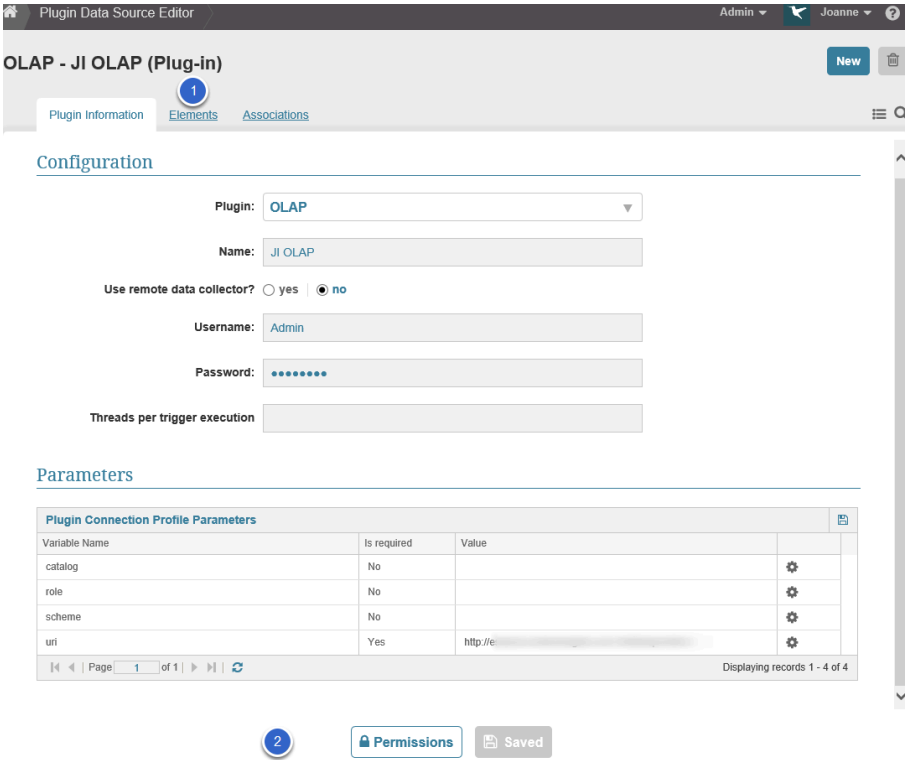 Plugin Data Source Editor Admin Joanne ?
OLAP - JI OLAP (Plug-in) New
1
Plugin Information Elements Associations
Configuration
Plugin: OLAP
Name: JI OLAP
Use remote data collector? yes no
Username: Admin
Password: ••••••••
Threads per trigger execution
Parameters
Plugin Connection Profile Parameters
Variable Name Is required Value
catalog No
role No
scheme No
uri Yes http://e
Page 1 of 1 Displaying records 1 - 4 of 4
2 Permissions Saved